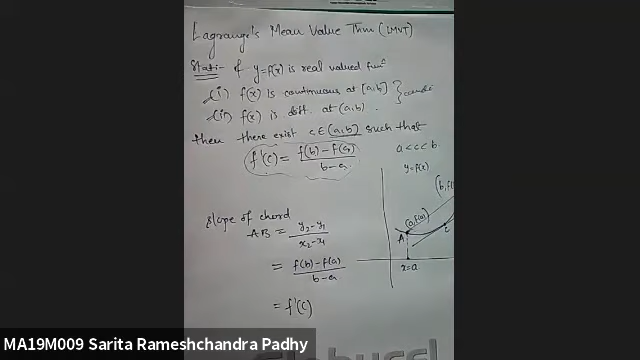 Lagrange's Mean Value Thm (LMVT)
Stat:- If y=f(x) is real valued funⁿ
(i) f(x) is continuous at [a,b]
(ii) f(x) is diff. at (a,b).
then there exist c∈(a,b) such that
f'(c) = f(b)-f(a) / b-a
a<c<b
y=f(x)
(b,f(
(a,f(a))
A
c
x=a
Slope of chord
AB = y₂-y₁ / x₂-x₁
= f(b)-f(a) / b-a
= f'(c)
MA19M009 Sarita Rameshchandra Padhy